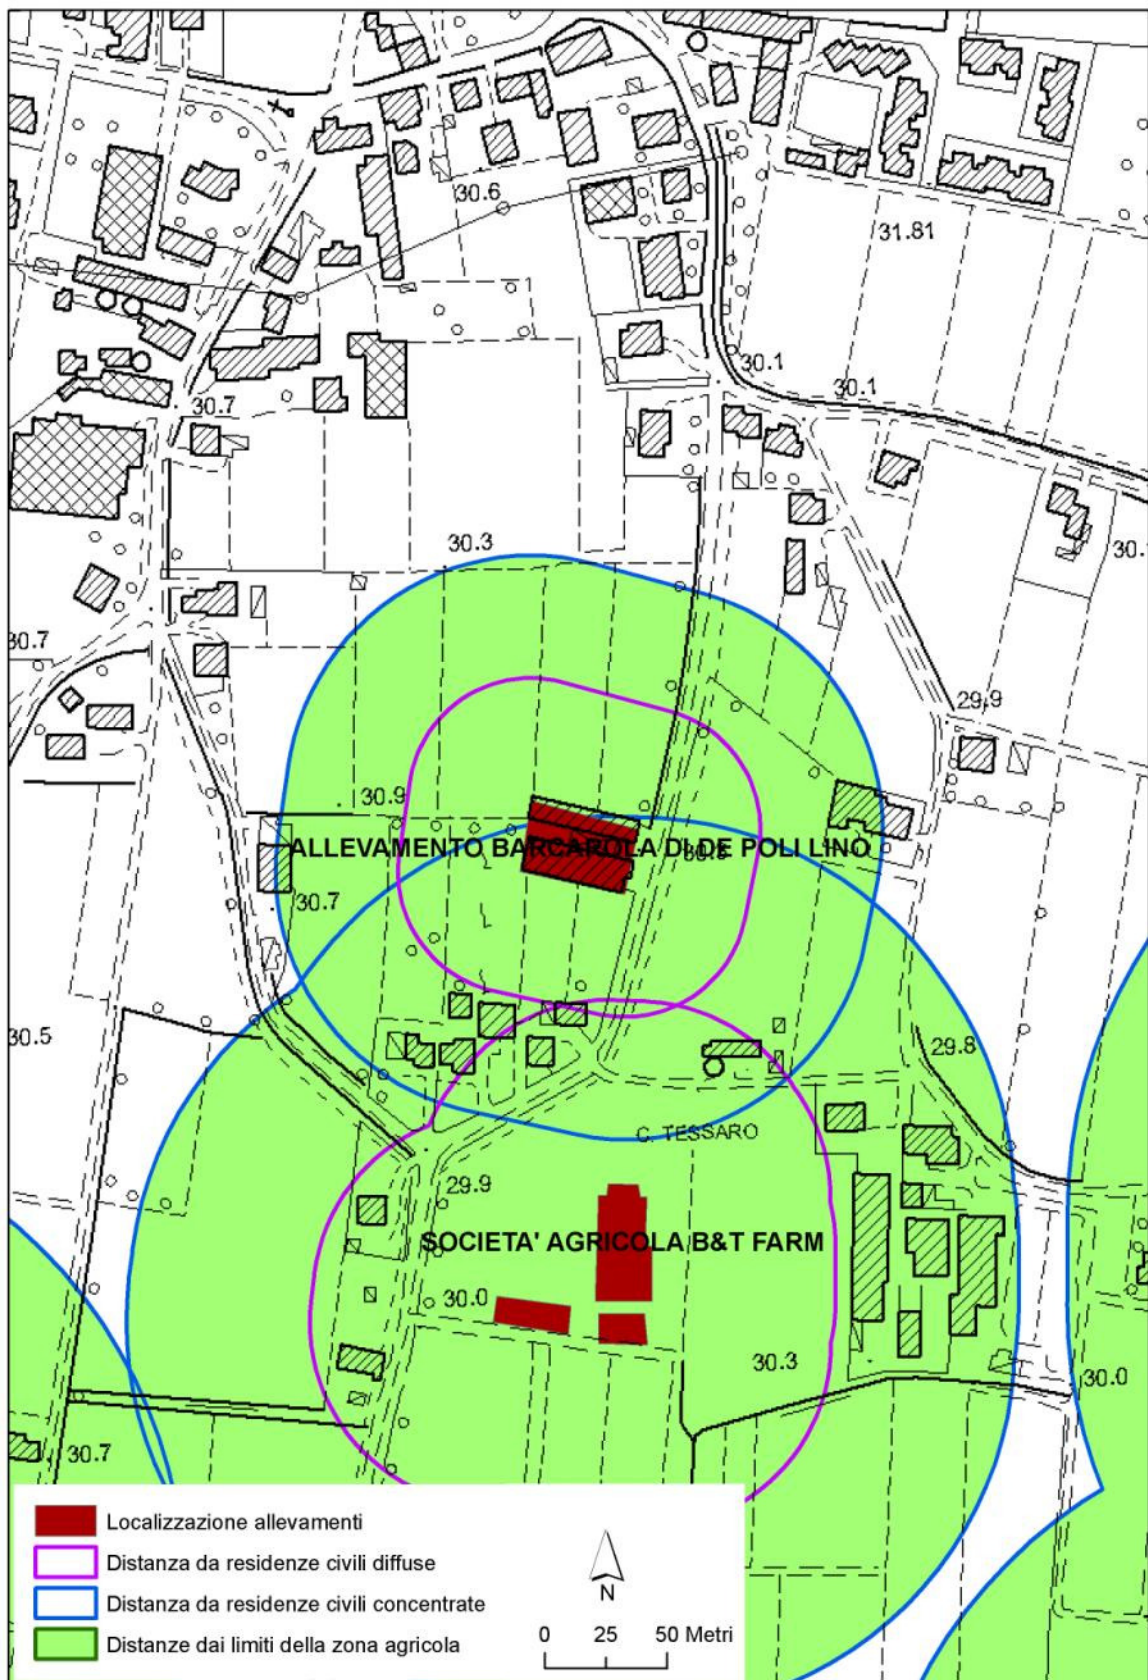 30.6
31.81
30.1
30.1
30.7
30.3
30.7
29.9
30.9
ALLEVAMENTO BARCAROLA DI DE POLI LINO
30.7
30.5
29.8
C. TESSARO
29.9
SOCIETA' AGRICOLA B&T FARM
30.0
30.3
30.0
30.7
Localizzazione allevamenti
Distanza da residenze civili diffuse
Distanza da residenze civili concentrate
Distanze dai limiti della zona agricola
N
0 25 50 Metri